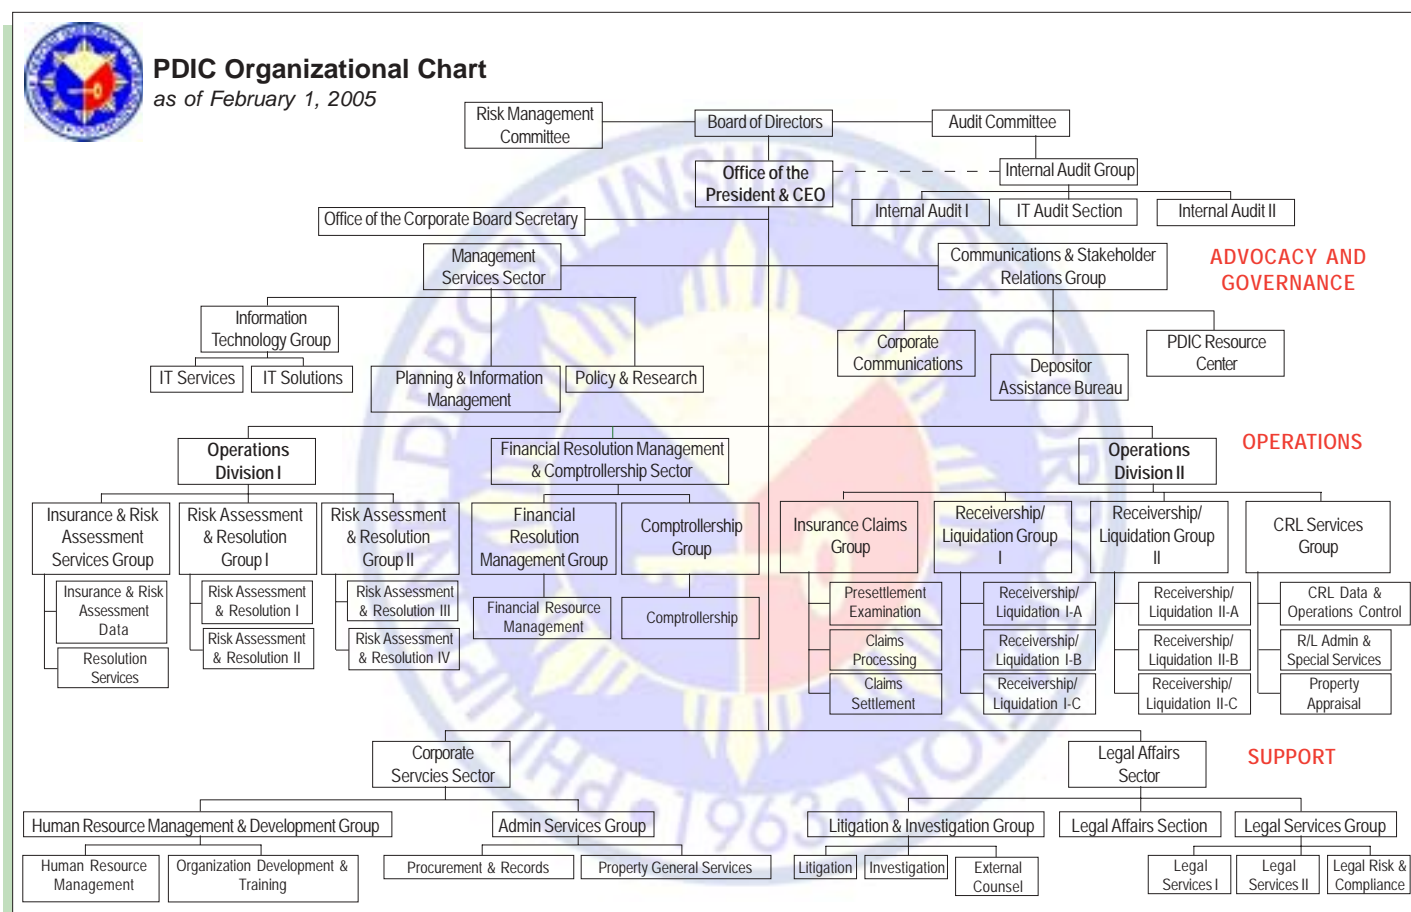 PDIC Organizational Chart
as of February 1, 2005
Risk Management
Committee
Board of Directors
Audit Committee
Office of the
President & CEO
Internal Audit Group
Internal Audit I
IT Audit Section
Internal Audit II
Office of the Corporate Board Secretary
Management
Services Sector
Communications & Stakeholder
Relations Group
ADVOCACY AND
GOVERNANCE
Information
Technology Group
IT Services
IT Solutions
Planning & Information
Management
Policy & Research
Corporate
Communications
Depositor
Assistance Bureau
PDIC Resource
Center
OPERATIONS
Operations
Division I
Financial Resolution Management
& Comptrollership Sector
Operations
Division II
Insurance & Risk
Assessment
Services Group
Risk Assessment
& Resolution
Group I
Risk Assessment
& Resolution
Group II
Financial
Resolution
Management Group
Comptrollership
Group
Insurance Claims
Group
Receivership/
Liquidation Group
I
Receivership/
Liquidation Group
II
CRL Services
Group
Insurance & Risk
Assessment
Data
Resolution
Services
Risk Assessment
& Resolution I
Risk Assessment
& Resolution II
Risk Assessment
& Resolution III
Risk Assessment
& Resolution IV
Financial Resource
Management
Comptrollership
Presettlement
Examination
Claims
Processing
Claims
Settlement
Receivership/
Liquidation I-A
Receivership/
Liquidation I-B
Receivership/
Liquidation I-C
Receivership/
Liquidation II-A
Receivership/
Liquidation II-B
Receivership/
Liquidation II-C
CRL Data &
Operations Control
R/L Admin &
Special Services
Property
Appraisal
SUPPORT
Corporate
Servcies Sector
Legal Affairs
Sector
Human Resource Management & Development Group
Admin Services Group
Litigation & Investigation Group
Legal Affairs Section
Legal Services Group
Human Resource
Management
Organization Development &
Training
Procurement & Records
Property General Services
Litigation
Investigation
External
Counsel
Legal
Services I
Legal
Services II
Legal Risk &
Compliance
PHILIPPINE DEPOSIT INSURANCE CORPORATION
1963